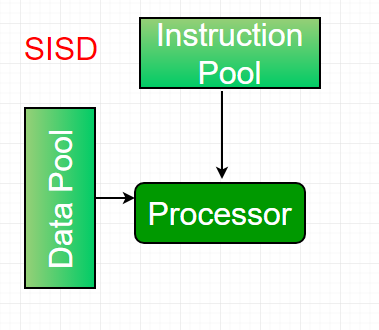 SISD
Instruction
Pool
Data Pool
Processor